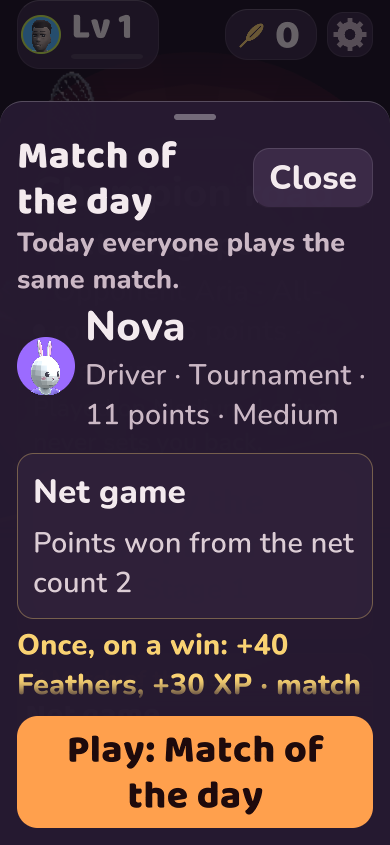 Lv 1
0
Match of
the day
Close
Today everyone plays the
same match.
Nova
Driver · Tournament ·
11 points · Medium
Net game
Points won from the net
count 2
Once, on a win: +40
Feathers, +30 XP · match
Play: Match of
the day